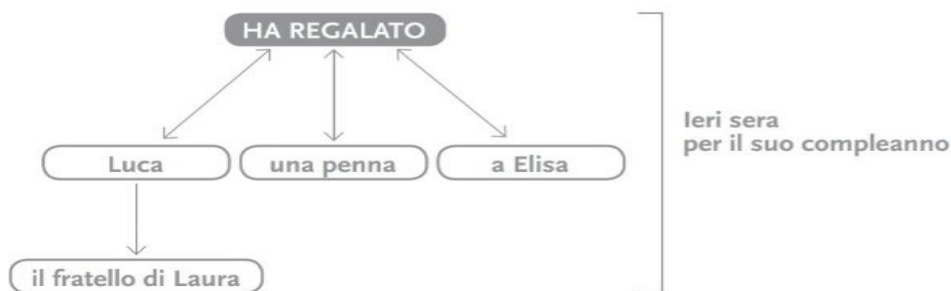 HA REGALATO
Luca
una penna
a Elisa
il fratello di Laura
Ieri sera
per il suo compleanno